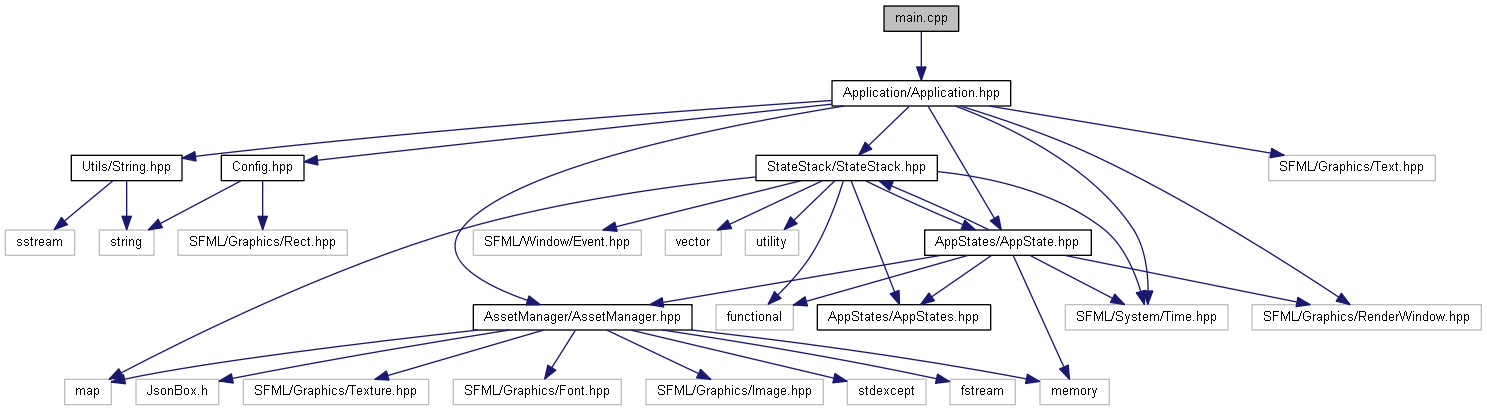 main.cpp
Application/Application.hpp
Utils/String.hpp
Config.hpp
StateStack/StateStack.hpp
SFML/Graphics/Text.hpp
sstream
string
SFML/Graphics/Rect.hpp
SFML/Window/Event.hpp
vector
utility
AppStates/AppState.hpp
AssetManager/AssetManager.hpp
functional
AppStates/AppStates.hpp
SFML/System/Time.hpp
SFML/Graphics/RenderWindow.hpp
map
JsonBox.h
SFML/Graphics/Texture.hpp
SFML/Graphics/Font.hpp
SFML/Graphics/Image.hpp
stdexcept
fstream
memory